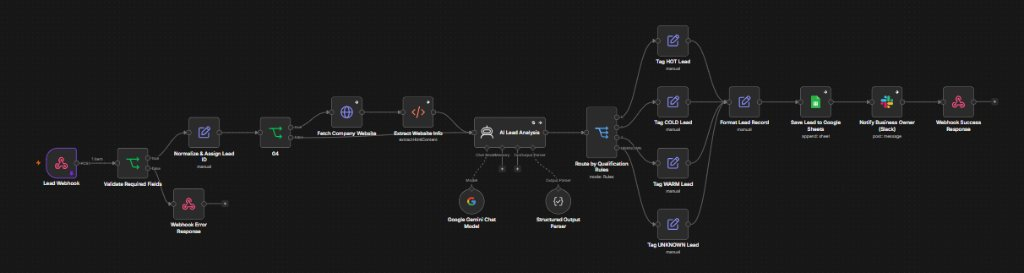 Tag HOT Lead
manual
Fetch Company Website
Extract Website Info
extractHtmlContent
Tag COLD Lead
manual
Format Lead Record
manual
Save Lead to Google
Sheets
append: sheet
Notify Business Owner
(Slack)
post: message
Webhook Success
Response
Normalize & Assign Lead
ID
manual
64
true
false
AI Lead Analysis
Route by Qualification
Rules
mode: Rules
Lead Webhook
1 item
Validate Required Fields
true
false
Memory
Model
Output Parser
Tag WARM Lead
manual
Webhook Error
Response
Google Gemini Chat
Model
Structured Output
Parser
Tag UNKNOWN Lead
manual